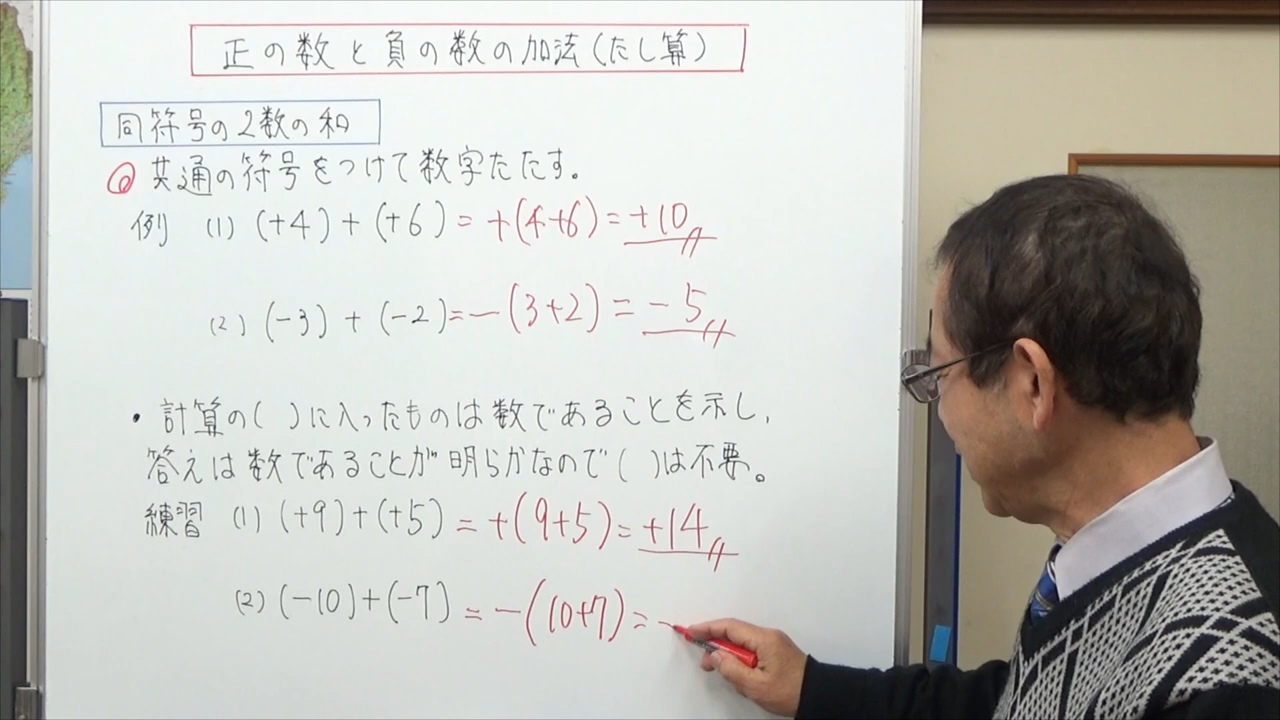 正の数と負の数の加法(たし算)
同符号の2数の和
◎ 共通の符号をつけて数字をたす。
例 (1) (+4) + (+6) = +(4+6) = +10
(2) (-3) + (-2) = -(3+2) = -5
・計算の( )に入ったものは数であることを示し,
答えは数であることが明らかなので( )は不要。
練習 (1) (+9)+(+5) = +(9+5) = +14
(2) (-10)+(-7) = -(10+7) = -